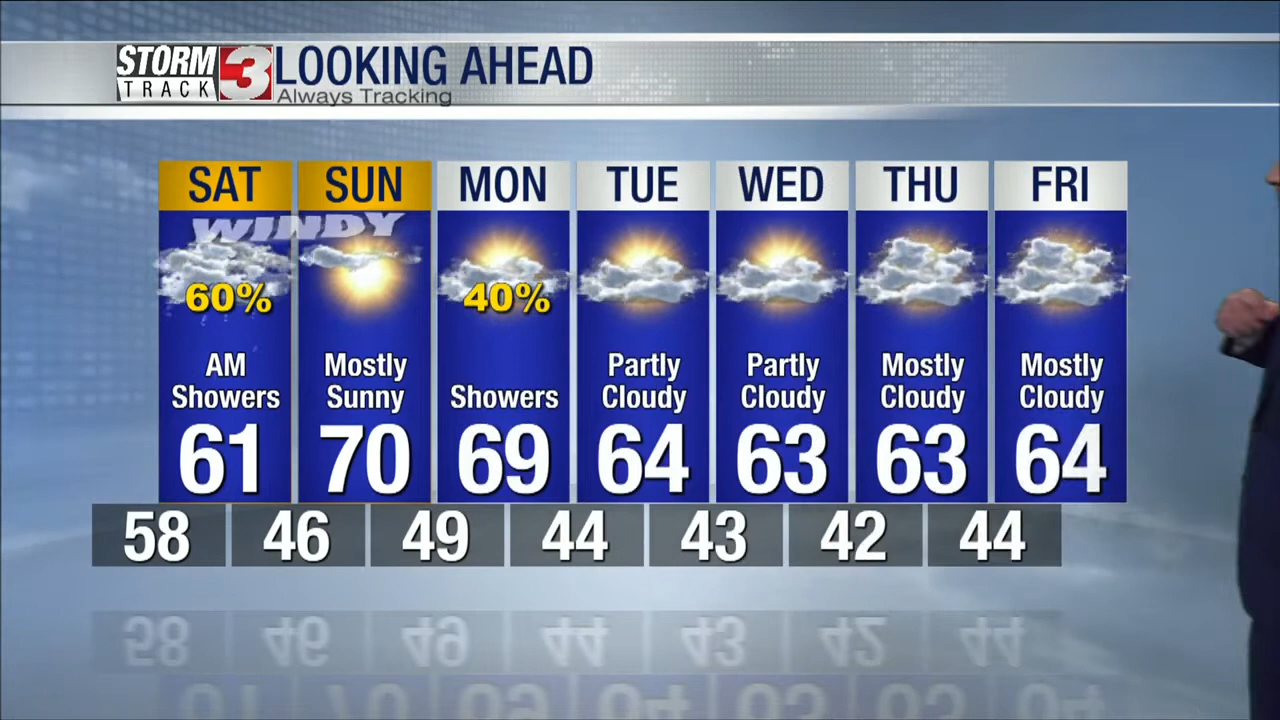 STORM
TRACK 3
LOOKING AHEAD
Always Tracking
SAT SUN MON TUE WED THU FRI
WINDY
60% 40%
AM Showers
Mostly Sunny
Showers
Partly Cloudy
Partly Cloudy
Mostly Cloudy
Mostly Cloudy
61 70 69 64 63 63 64
58 46 49 44 43 42 44